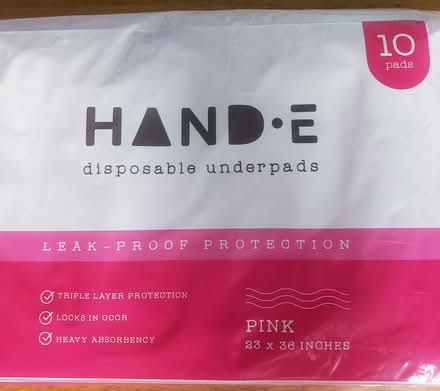 10
pads
HAND·E
disposable underpads
LEAK-PROOF PROTECTION
TRIPLE LAYER PROTECTION
LOCKS IN ODOR
HEAVY ABSORBENCY
PINK
23 x 36 INCHES